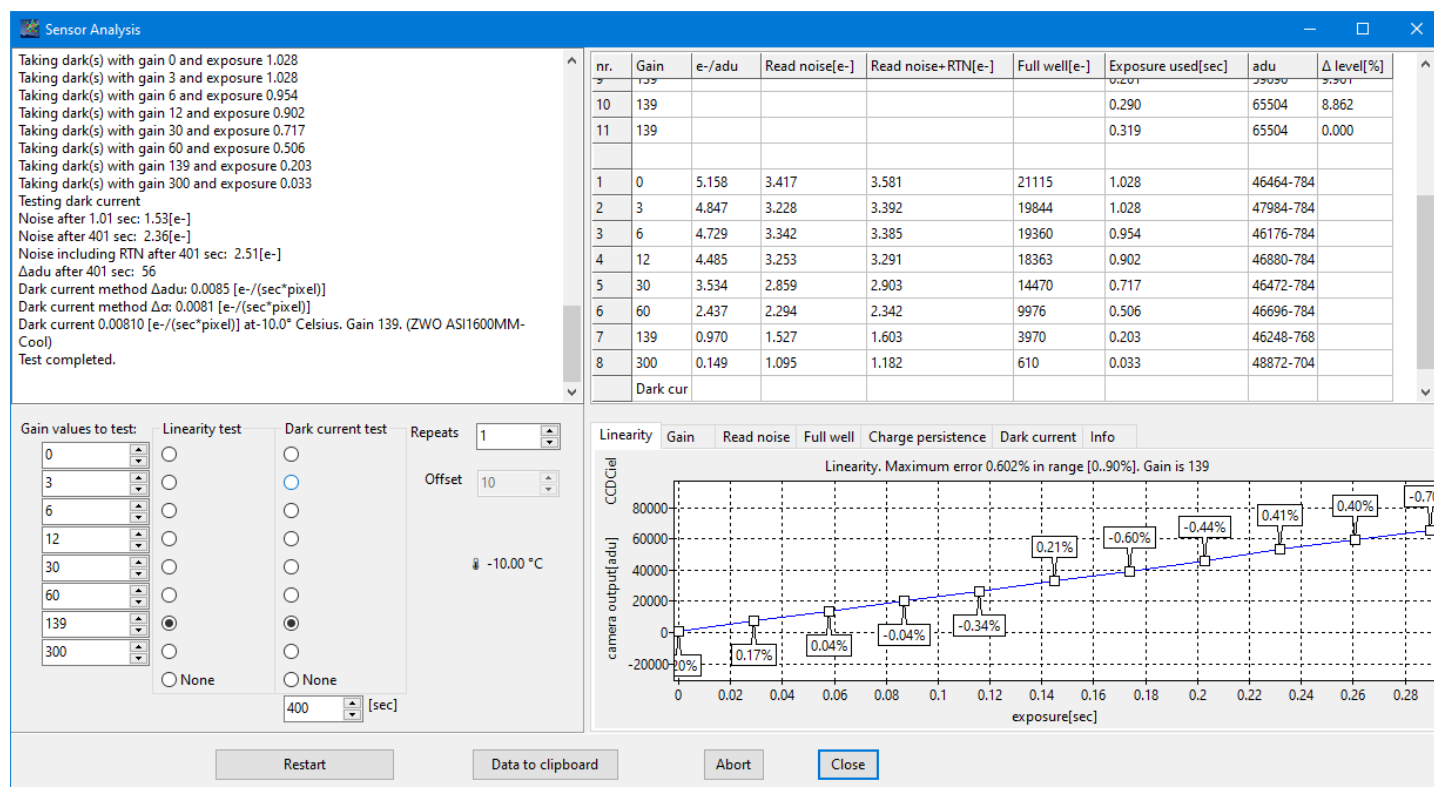 Sensor Analysis
Taking dark(s) with gain 0 and exposure 1.028
Taking dark(s) with gain 3 and exposure 1.028
Taking dark(s) with gain 6 and exposure 0.954
Taking dark(s) with gain 12 and exposure 0.902
Taking dark(s) with gain 30 and exposure 0.717
Taking dark(s) with gain 60 and exposure 0.506
Taking dark(s) with gain 139 and exposure 0.203
Taking dark(s) with gain 300 and exposure 0.033
Testing dark current
Noise after 1.01 sec: 1.53[e-]
Noise after 401 sec:  2.36[e-]
Noise including RTN after 401 sec:  2.51[e-]
Δadu after 401 sec:  56
Dark current method Δadu: 0.0085 [e-/(sec*pixel)]
Dark current method Δσ: 0.0081 [e-/(sec*pixel)]
Dark current 0.00810 [e-/(sec*pixel)] at-10.0° Celsius. Gain 139. (ZWO ASI1600MM-
Cool)
Test completed.
nr. Gain e-/adu Read noise[e-] Read noise+RTN[e-] Full well[e-] Exposure used[sec] adu Δ level[%]
10 139 0.290 65504 8.862
11 139 0.319 65504 0.000
1 0 5.158 3.417 3.581 21115 1.028 46464-784
2 3 4.847 3.228 3.392 19844 1.028 47984-784
3 6 4.729 3.342 3.385 19360 0.954 46176-784
4 12 4.485 3.253 3.291 18363 0.902 46880-784
5 30 3.534 2.859 2.903 14470 0.717 46472-784
6 60 2.437 2.294 2.342 9976 0.506 46696-784
7 139 0.970 1.527 1.603 3970 0.203 46248-768
8 300 0.149 1.095 1.182 610 0.033 48872-704
Dark cur
Gain values to test: Linearity test Dark current test Repeats 1
0
3 Offset 10
6
12
30 -10.00 °C
60
139
300
None None
400 [sec]
Linearity Gain Read noise Full well Charge persistence Dark current Info
CCDCiel
Linearity. Maximum error 0.602% in range [0..90%]. Gain is 139
camera output[adu]
80000
60000
40000
20000
0
-20000
20% 0.17% 0.04% -0.04% -0.34% 0.21% -0.60% -0.44% 0.41% 0.40% -0.70
0 0.02 0.04 0.06 0.08 0.1 0.12 0.14 0.16 0.18 0.2 0.22 0.24 0.26 0.28
exposure[sec]
Restart Data to clipboard Abort Close